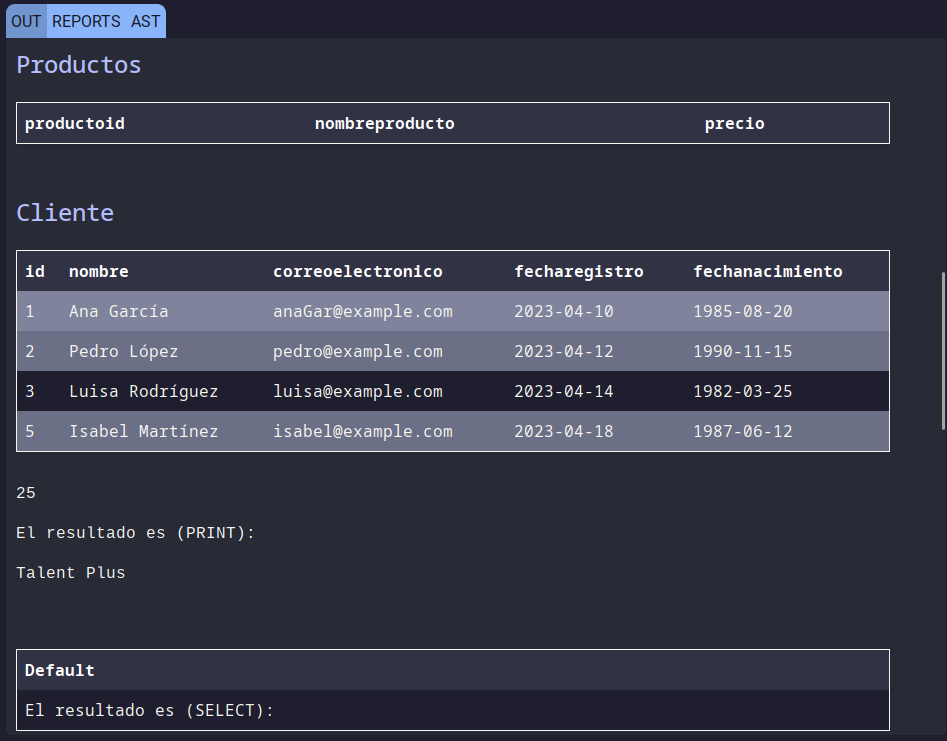 OUT REPORTS AST
Productos
productoid nombreproducto precio
Cliente
id nombre correoelectronico fecharegistro fechanacimiento
1 Ana García anaGar@example.com 2023-04-10 1985-08-20
2 Pedro López pedro@example.com 2023-04-12 1990-11-15
3 Luisa Rodríguez luisa@example.com 2023-04-14 1982-03-25
5 Isabel Martínez isabel@example.com 2023-04-18 1987-06-12
25
El resultado es (PRINT):
Talent Plus
Default
El resultado es (SELECT):